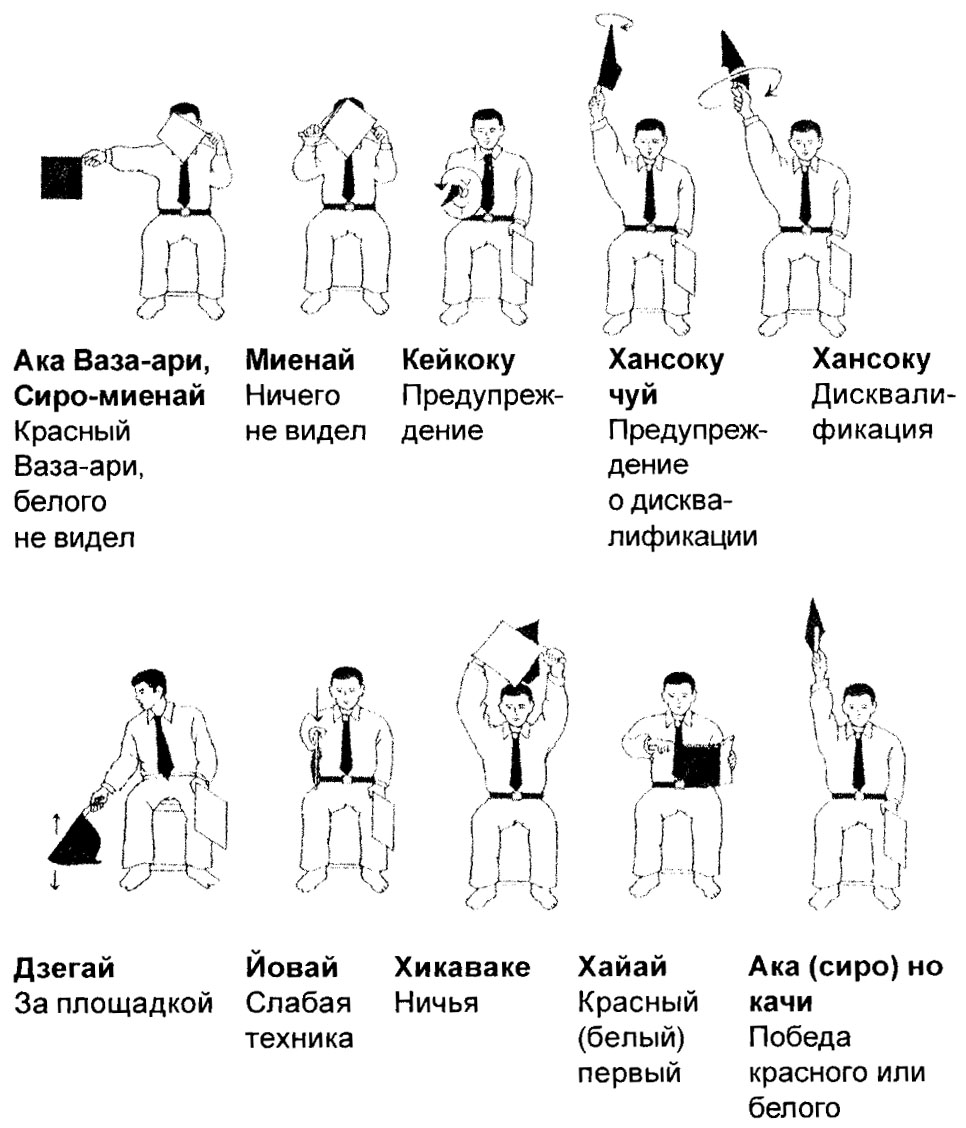 Ака Ваза-ари,
Сиро-миенай
Красный
Ваза-ари,
белого
не видел
Миенай
Ничего
не видел
Кейкоку
Предупреж-
дение
Хансоку
чуй
Предупреж-
дение
о дисква-
лификации
Хансоку
Дисквали-
фикация
Дзегай
За площадкой
Йовай
Слабая
техника
Хикаваке
Ничья
Хайай
Красный
(белый)
первый
Ака (сиро) но
качи
Победа
красного или
белого